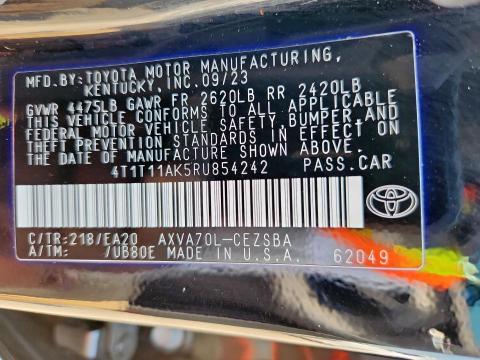 MFD.BY: TOYOTA MOTOR MANUFACTURING,
KENTUCKY, INC. 09/23
GVWR 4475LB GAWR FR 2620LB RR 2420LB
THIS VEHICLE CONFORMS TO ALL APPLICABLE
FEDERAL MOTOR VEHICLE SAFETY, BUMPER, AND
THEFT PREVENTION STANDARDS IN EFFECT ON
THE DATE OF MANUFACTURE SHOWN ABOVE.
4T1T11AK5RU854242 PASS.CAR
C/TR:218/EA20 AXVA70L-CEZSBA
A/TM: /UB80E MADE IN U.S.A. 62049